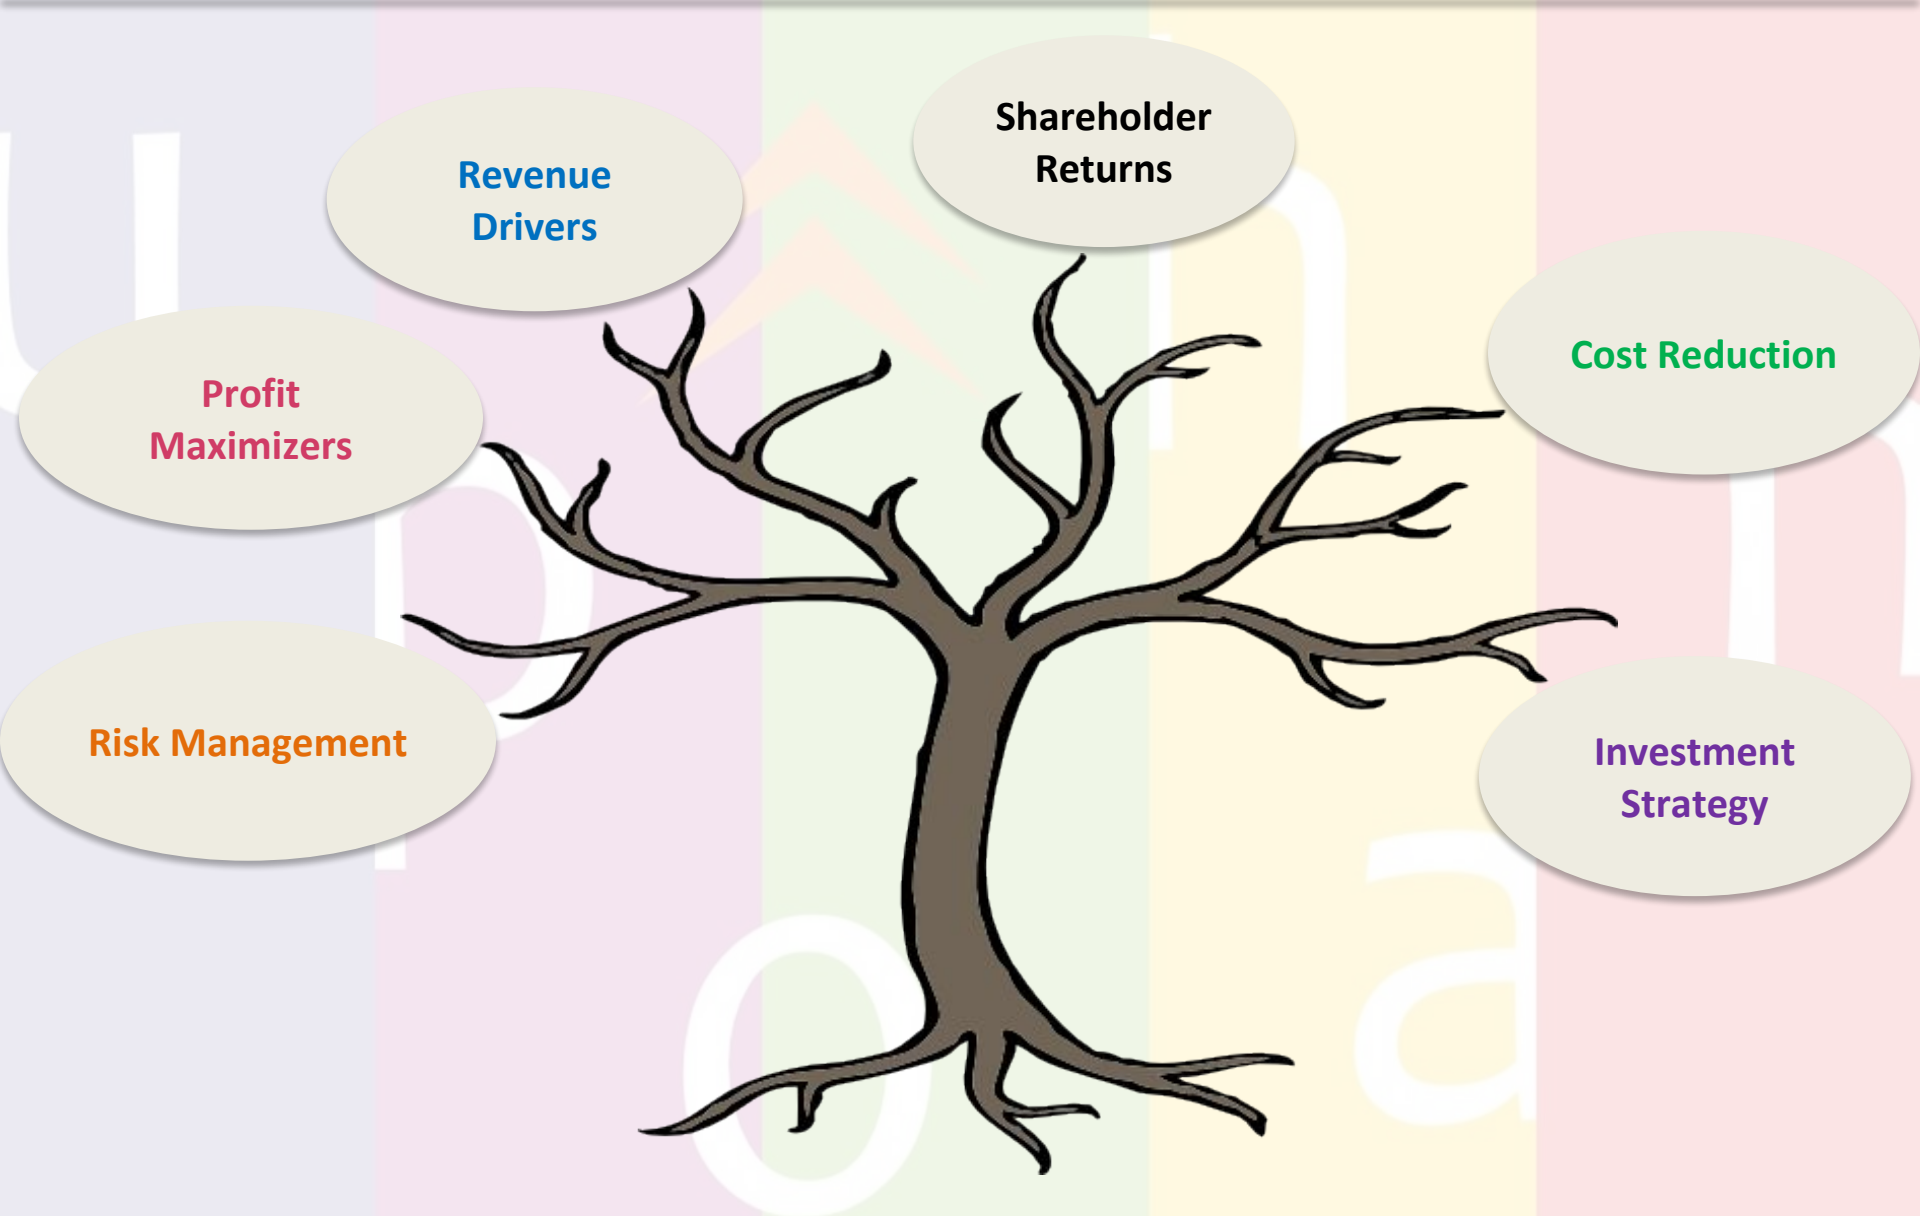 Shareholder
Returns
Revenue
Drivers
Cost Reduction
Profit
Maximizers
Risk Management
Investment
Strategy
u
p
o
h
a
n